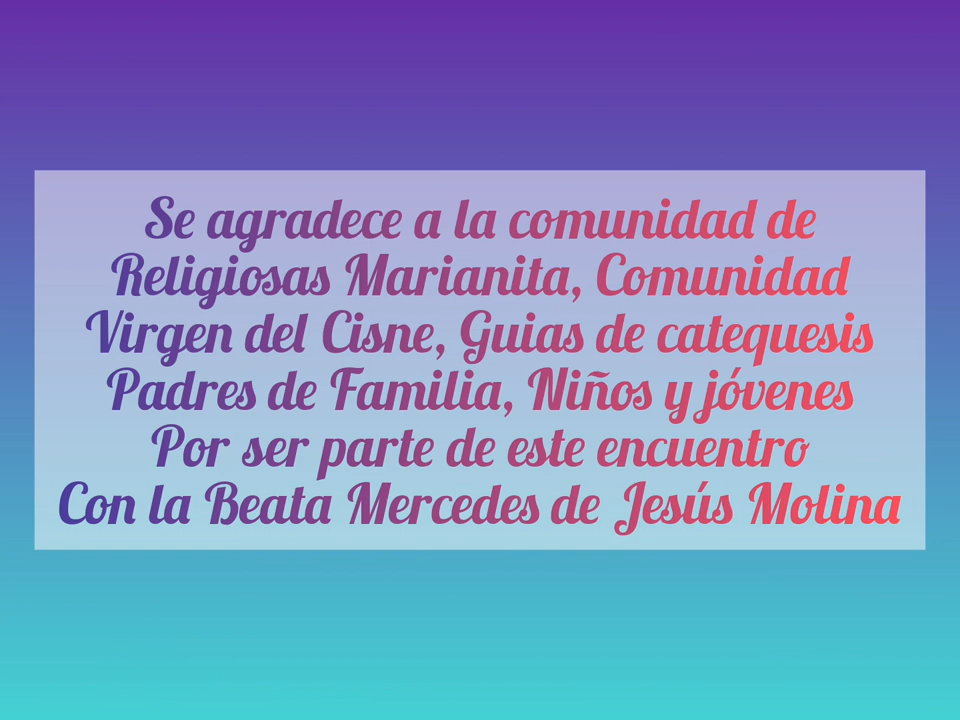 Se agradece a la comunidad de
Religiosas Marianita, Comunidad
Virgen del Cisne, Guias de catequesis
Padres de Familia, Niños y jóvenes
Por ser parte de este encuentro
Con la Beata Mercedes de Jesús Molina